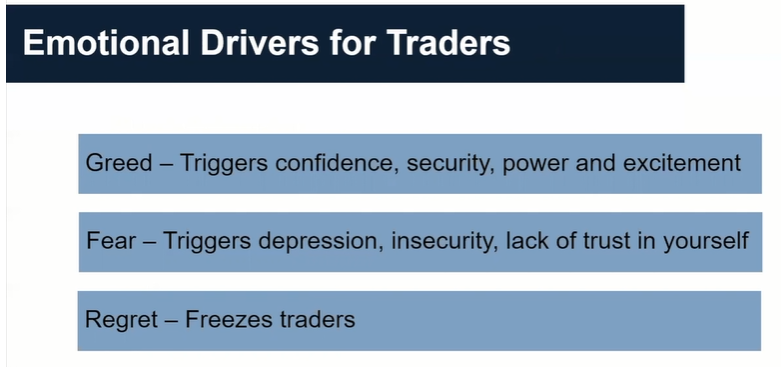 Emotional Drivers for Traders
Greed – Triggers confidence, security, power and excitement
Fear – Triggers depression, insecurity, lack of trust in yourself
Regret – Freezes traders